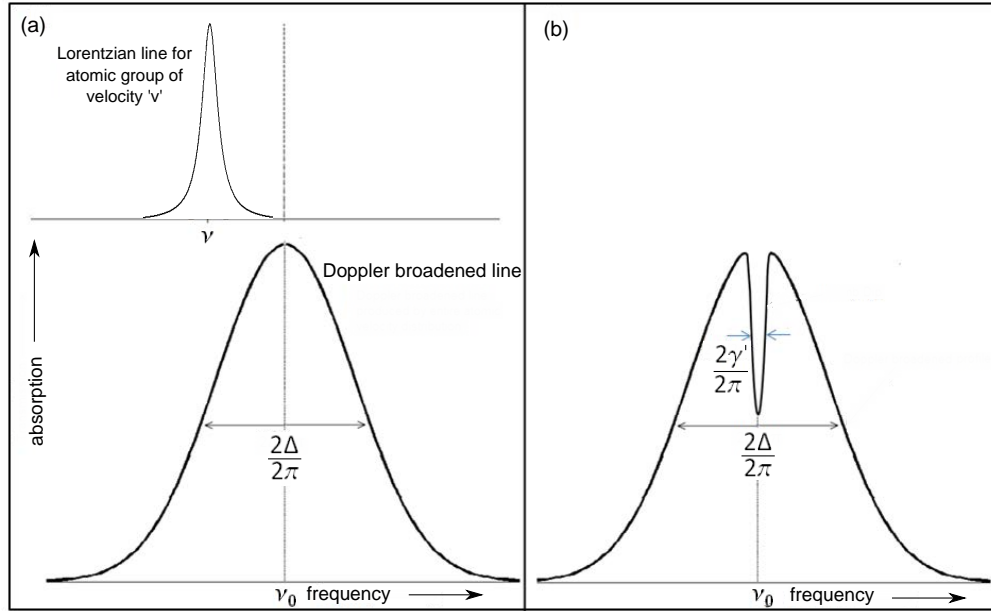 (a)
Lorentzian line for
atomic group of
velocity 'v'
ν
Doppler broadened line
absorption
2Δ
2π
ν₀ frequency
(b)
2γ'
2π
2Δ
2π
ν₀ frequency